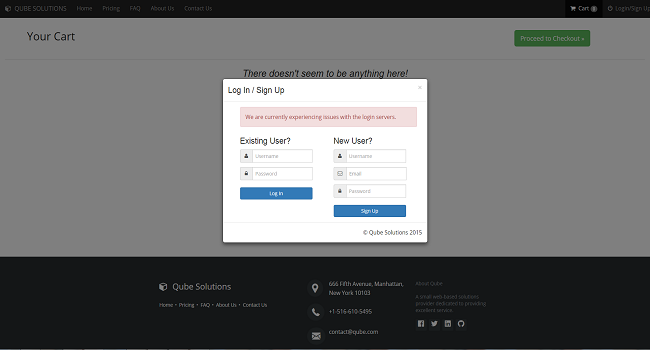 QUBE SOLUTIONS Home Pricing FAQ About Us Contact Us Cart 0 Login/Sign Up
Your Cart
Proceed to Checkout »
There doesn't seem to be anything here!
Log In / Sign Up ×
We are currently experiencing issues with the login servers.
Existing User?
Username
Password
Log In
New User?
Username
Email
Password
Sign Up
© Qube Solutions 2015
Qube Solutions
Home • Pricing • FAQ • About Us • Contact Us
666 Fifth Avenue, Manhattan,
New York 10103
+1-516-610-5495
contact@qube.com
About Qube
A small web based solutions
provider dedicated to providing
excellent service.